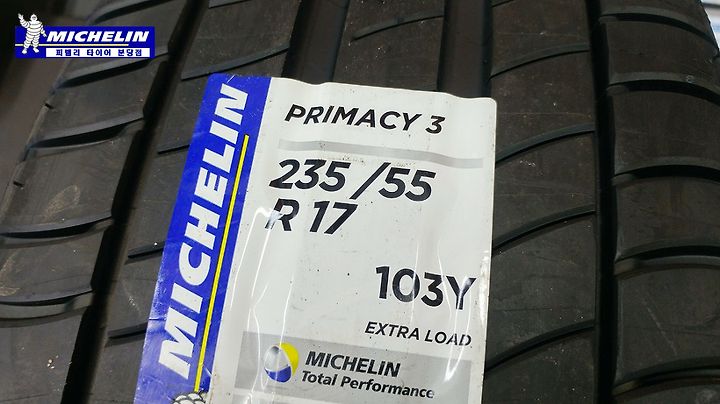 MICHELIN
피렐리 타이어 분당점
MICHELIN
PRIMACY 3
235 / 55
R 17
103Y
EXTRA LOAD
MICHELIN
Total Performance